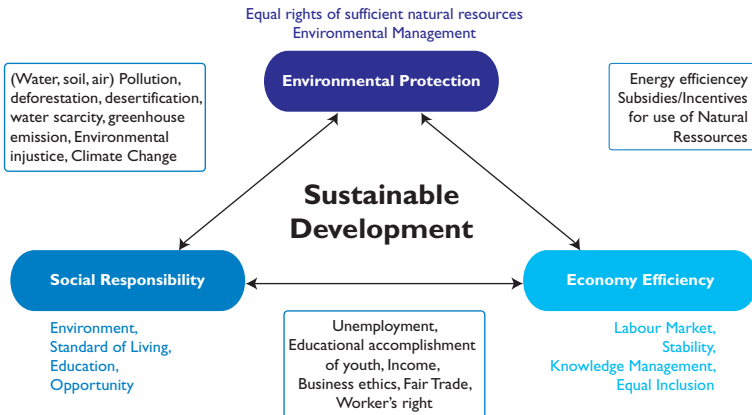 Equal rights of sufficient natural resources
Environmental Management
Environmental Protection
(Water, soil, air) Pollution,
deforestation, desertification,
water scarcity, greenhouse
emission, Environmental
injustice, Climate Change
Energy efficiencey
Subsidies/Incentives
for use of Natural
Ressources
Sustainable
Development
Social Responsibility
Economy Efficiency
Environment,
Standard of Living,
Education,
Opportunity
Unemployment,
Educational accomplishment
of youth, Income,
Business ethics, Fair Trade,
Worker's right
Labour Market,
Stability,
Knowledge Management,
Equal Inclusion